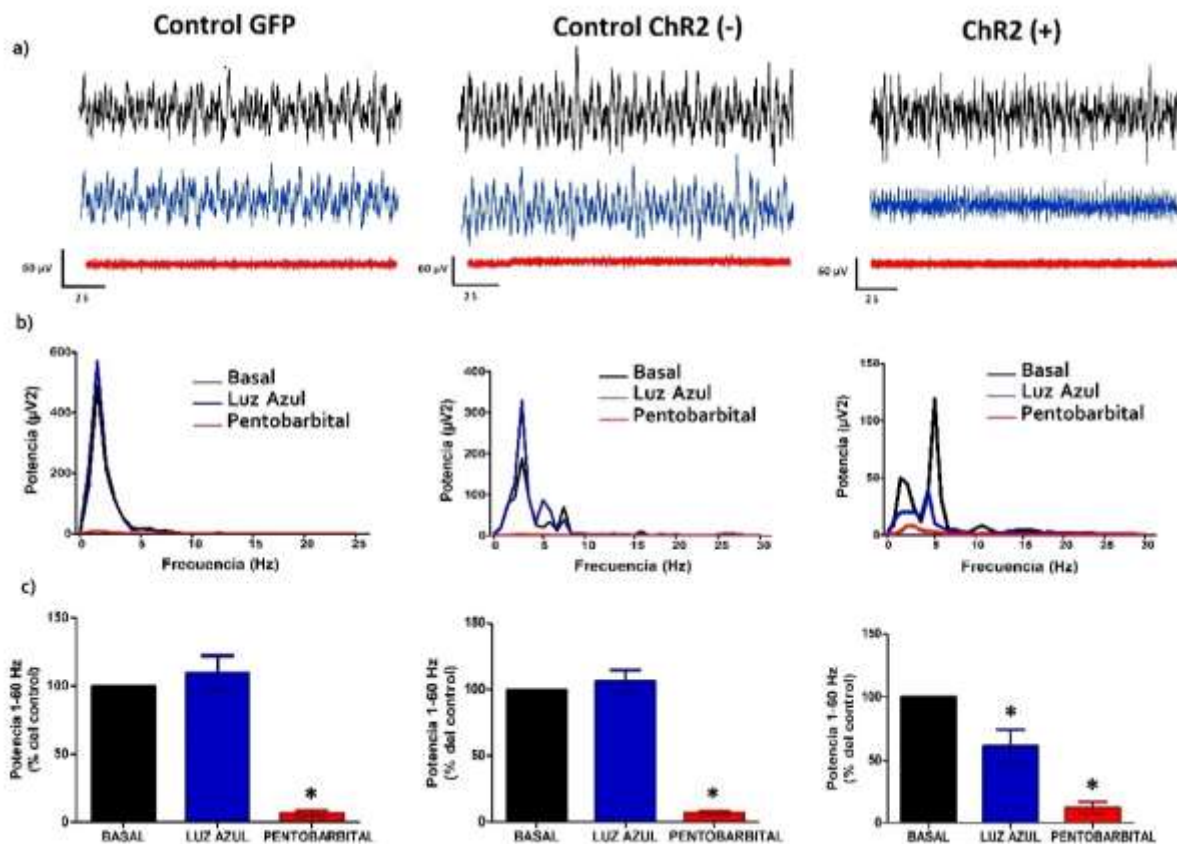 Control GFP
Control ChR2 (-)
ChR2 (+)
a)
60 µV
2 s
60 µV
2 s
60 µV
2 s
b)
600
400
200
0
Potencia (µV2)
Basal
Luz Azul
Pentobarbital
0 5 10 15 20 25
Frecuencia (Hz)
400
300
200
100
0
Potencia (µV2)
Basal
Luz Azul
Pentobarbital
0 5 10 15 20 25 30
Frecuencia (Hz)
150
100
50
0
Potencia (µV2)
Basal
Luz Azul
Pentobarbital
0 5 10 15 20 25 30
Frecuencia (Hz)
c)
150
100
50
0
Potencia 1-60 Hz
(% del control)
*
BASAL LUZ AZUL PENTOBARBITAL
150
100
50
0
Potencia 1-60 Hz
(% del control)
*
BASAL LUZ AZUL PENTOBARBITAL
150
100
50
0
Potencia 1-60 Hz
(% del control)
*
*
BASAL LUZ AZUL PENTOBARBITAL